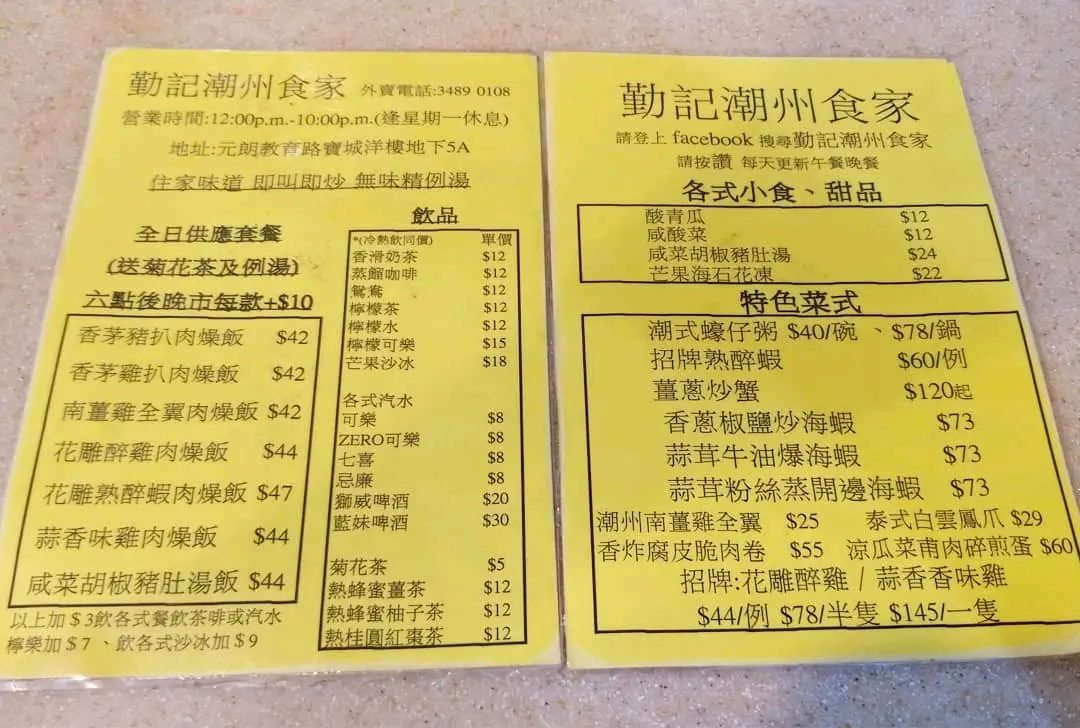 勤記潮州食家 外賣電話:3489 0108
營業時間:12:00p.m.-10:00p.m.(逢星期一休息)
地址:元朗教育路寶城洋樓地下5A
住家味道 即叫即炒 無味精例湯
全日供應套餐
(送菊花茶及例湯)
六點後晚市每款+$10
香茅豬扒肉燥飯 $42
香茅雞扒肉燥飯 $42
南薑雞全翼肉燥飯 $42
花雕醉雞肉燥飯 $44
花雕熟醉蝦肉燥飯 $47
蒜香味雞肉燥飯 $44
咸菜胡椒豬肚湯飯 $44
以上加$3飲各式餐飲茶啡或汽水
檸樂加$7、飲各式沙冰加$9
飲品
*(冷熱飲同價) 單價
香滑奶茶 $12
蒸餾咖啡 $12
鴛鴦 $12
檸檬茶 $12
檸檬水 $12
檸檬可樂 $15
芒果沙冰 $18
各式汽水
可樂 $8
ZERO可樂 $8
七喜 $8
忌廉 $8
獅威啤酒 $20
藍妹啤酒 $30
菊花茶 $5
熱蜂蜜薑茶 $12
熱蜂蜜柚子茶 $12
熱桂圓紅棗茶 $12
勤記潮州食家
請登上 facebook 搜尋勤記潮州食家
請按讚 每天更新午餐晚餐
各式小食、甜品
酸青瓜 $12
咸酸菜 $12
咸菜胡椒豬肚湯 $24
芒果海石花凍 $22
特色菜式
潮式蠔仔粥 $40/碗 、$78/鍋
招牌熟醉蝦 $60/例
薑蔥炒蟹 $120起
香蔥椒鹽炒海蝦 $73
蒜茸牛油爆海蝦 $73
蒜茸粉絲蒸開邊海蝦 $73
潮州南薑雞全翼 $25 泰式白雲鳳爪 $29
香炸腐皮脆肉卷 $55 涼瓜菜甫肉碎煎蛋 $60
招牌:花雕醉雞 / 蒜香香味雞
$44/例 $78/半隻 $145/一隻